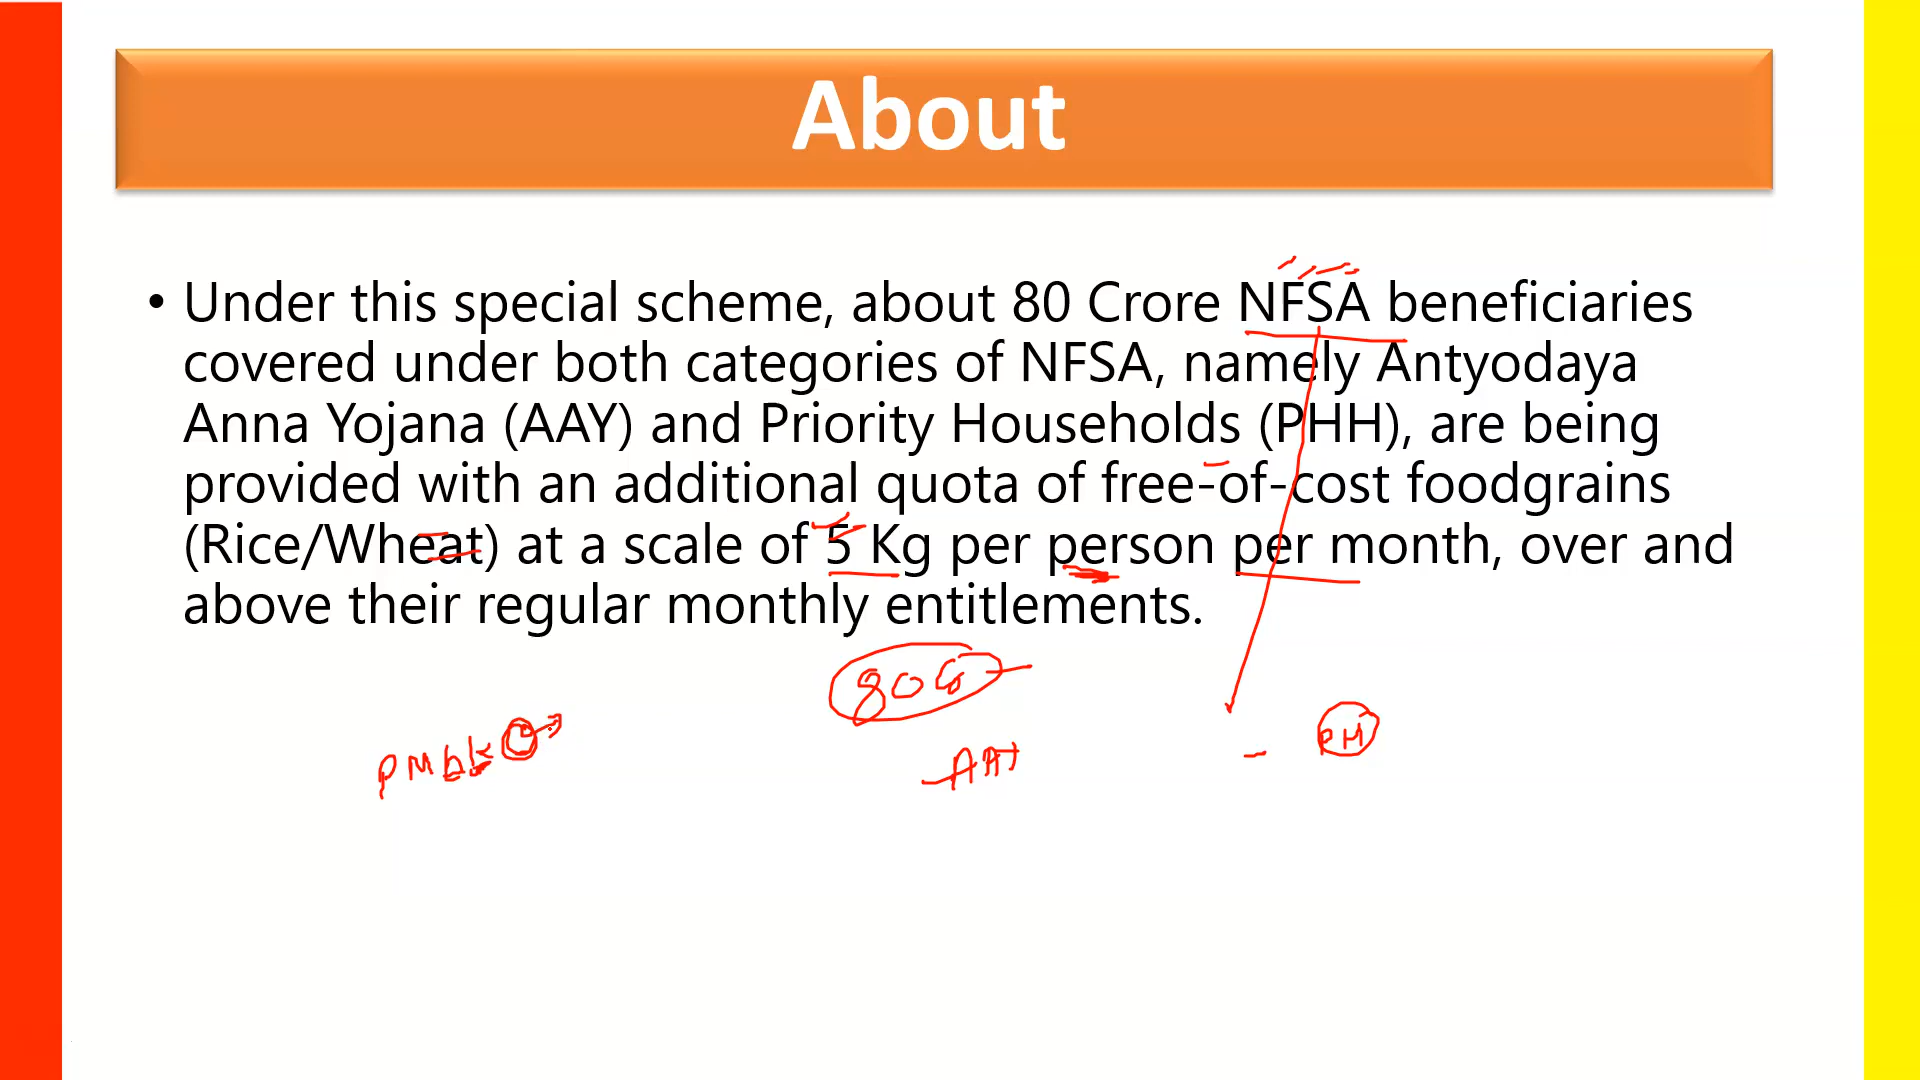 About
• Under this special scheme, about 80 Crore NFSA beneficiaries
covered under both categories of NFSA, namely Antyodaya
Anna Yojana (AAY) and Priority Households (PHH), are being
provided with an additional quota of free-of-cost foodgrains
(Rice/Wheat) at a scale of 5 Kg per person per month, over and
above their regular monthly entitlements.
80
PH